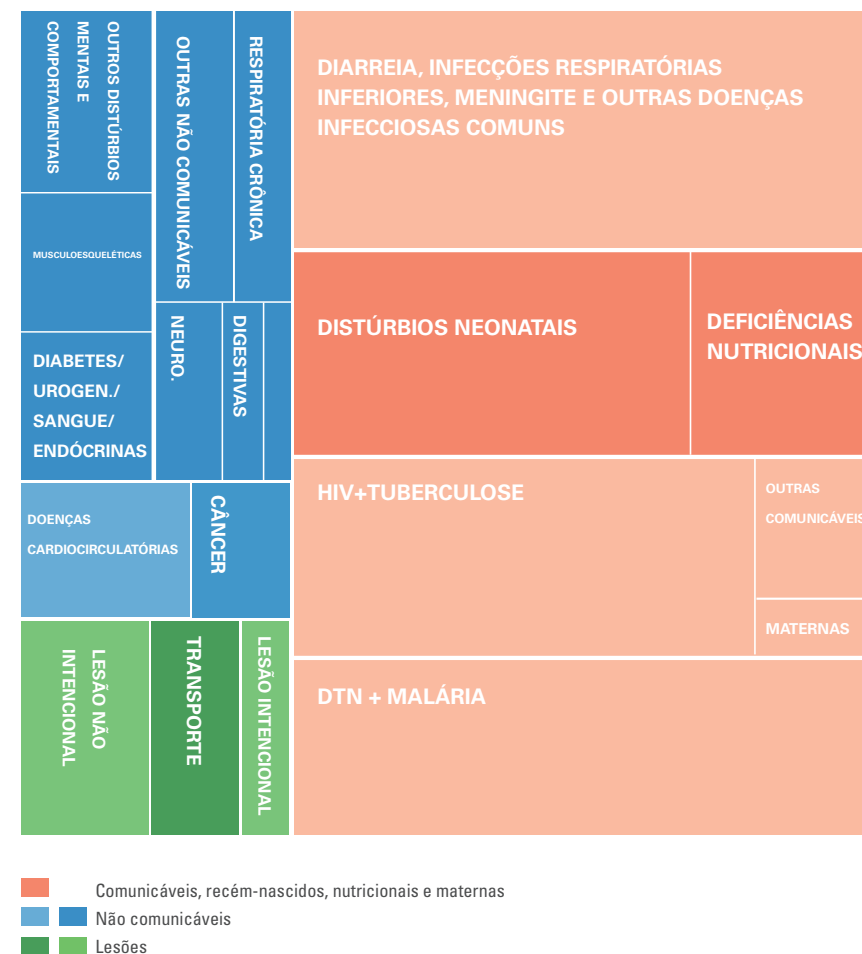 OUTROS DISTÚRBIOS
MENTAIS E
COMPORTAMENTAIS
MUSCULOESQUELÉTICAS
DIABETES/
UROGEN./
SANGUE/
ENDÓCRINAS
OUTRAS NÃO COMUNICÁVEIS
RESPIRATÓRIA CRÔNICA
NEURO.
DIGESTIVAS
DOENÇAS
CARDIOCIRCULATÓRIAS
CÂNCER
LESÃO NÃO
INTENCIONAL
TRANSPORTE
LESÃO INTENCIONAL
DIARREIA, INFECÇÕES RESPIRATÓRIAS
INFERIORES, MENINGITE E OUTRAS DOENÇAS
INFECCIOSAS COMUNS
DISTÚRBIOS NEONATAIS
DEFICIÊNCIAS
NUTRICIONAIS
HIV+TUBERCULOSE
OUTRAS
COMUNICÁVEIS
MATERNAS
DTN + MALÁRIA
Comunicáveis, recém-nascidos, nutricionais e maternas
Não comunicáveis
Lesões